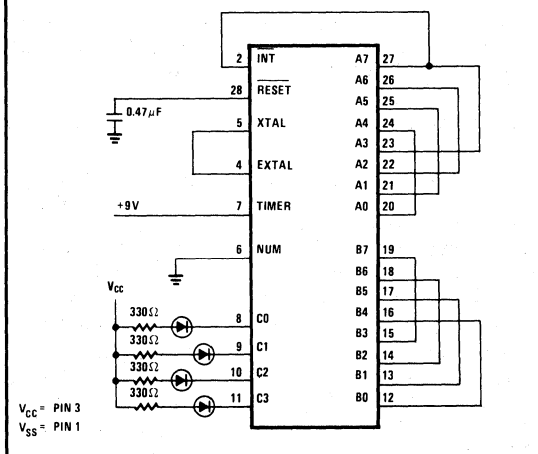 2 INT A7 27
A6 26
28 RESET A5 25
0.47μF
5 XTAL A4 24
A3 23
4 EXTAL A2 22
A1 21
+9V 7 TIMER A0 20
6 NUM B7 19
B6 18
VCC B5 17
330Ω B4 16
8 C0 B3 15
330Ω
9 C1 B2 14
330Ω
10 C2 B1 13
330Ω
11 C3 B0 12
VCC = PIN 3
VSS = PIN 1